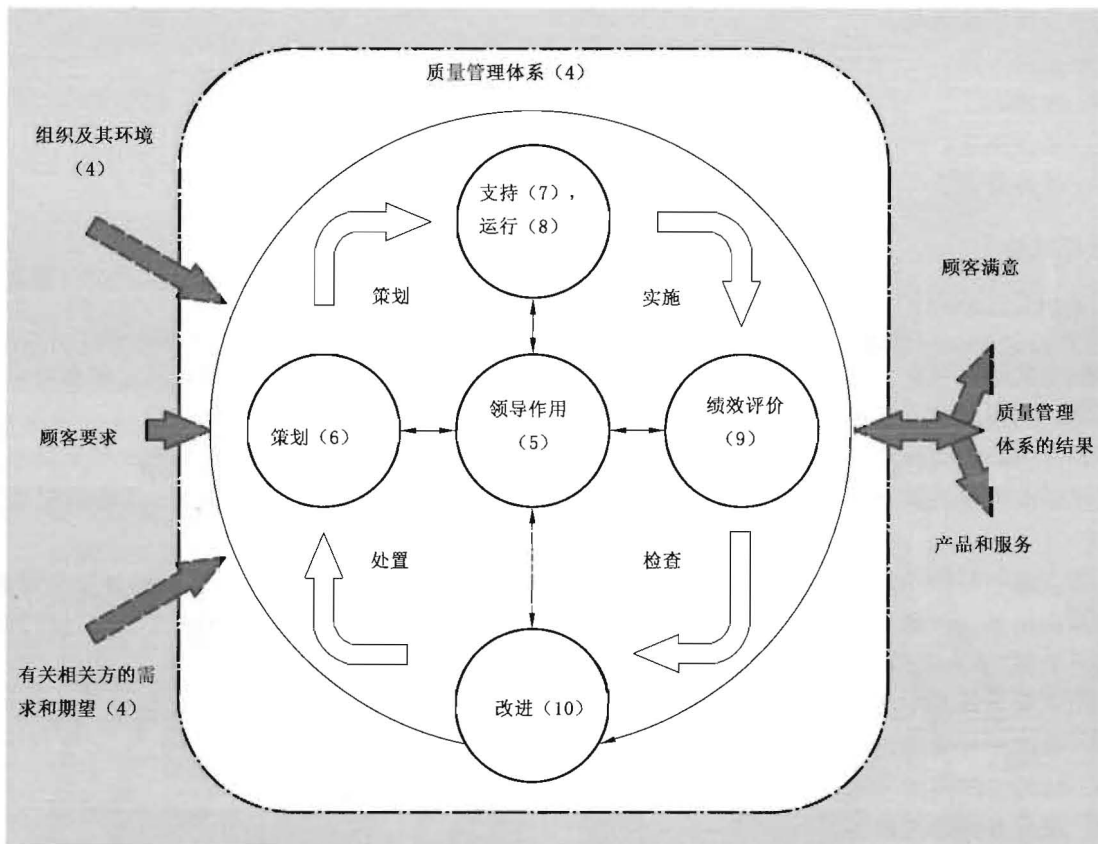 质量管理体系（4）
组织及其环境
（4）
支持（7），
运行（8）
顾客满意
策划
实施
顾客要求
策划（6）
领导作用
（5）
绩效评价
（9）
质量管理
体系的结果
处置
检查
产品和服务
有关相关方的需
求和期望（4）
改进（10）